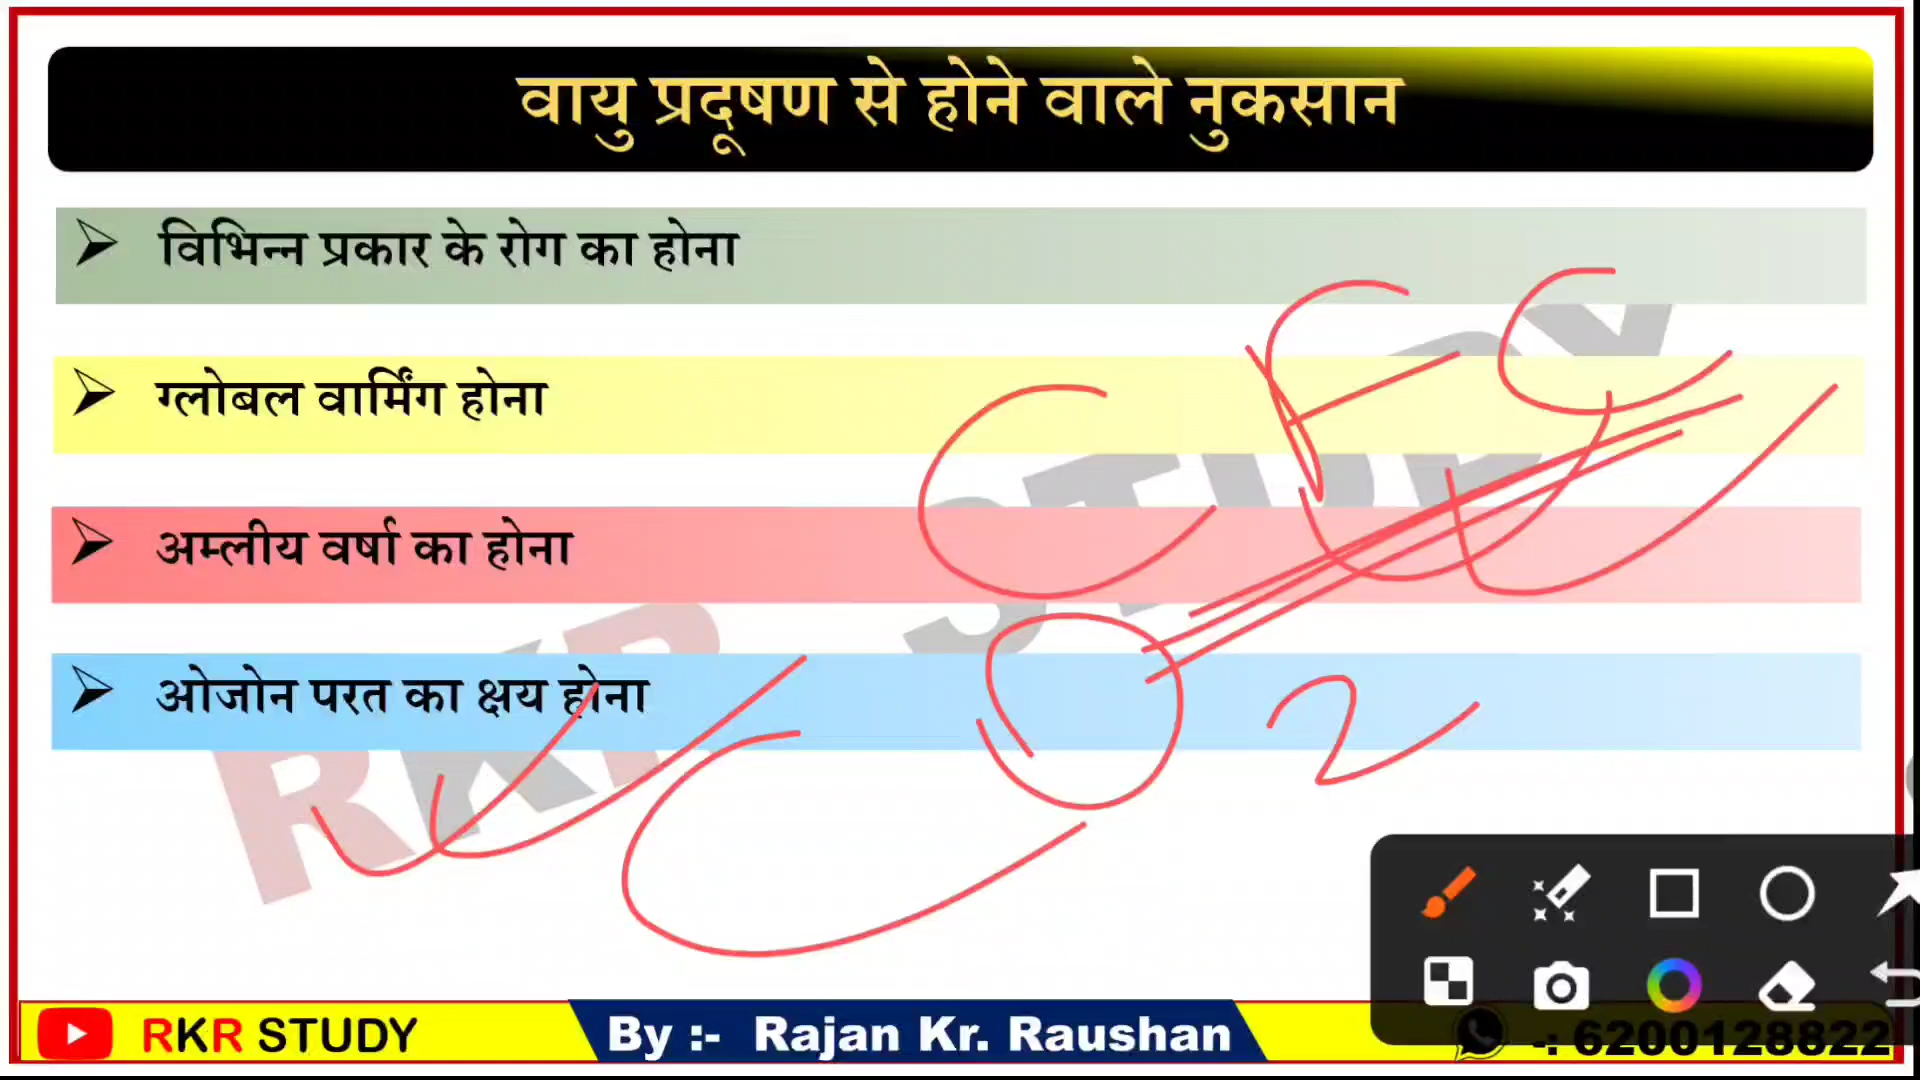 वायु प्रदूषण से होने वाले नुकसान
विभिन्न प्रकार के रोग का होना
ग्लोबल वार्मिंग होना
अम्लीय वर्षा का होना
ओजोन परत का क्षय होना
RKR STUDY
CFC
CO2
RKR STUDY By :- Rajan Kr. Raushan -: 6200128822